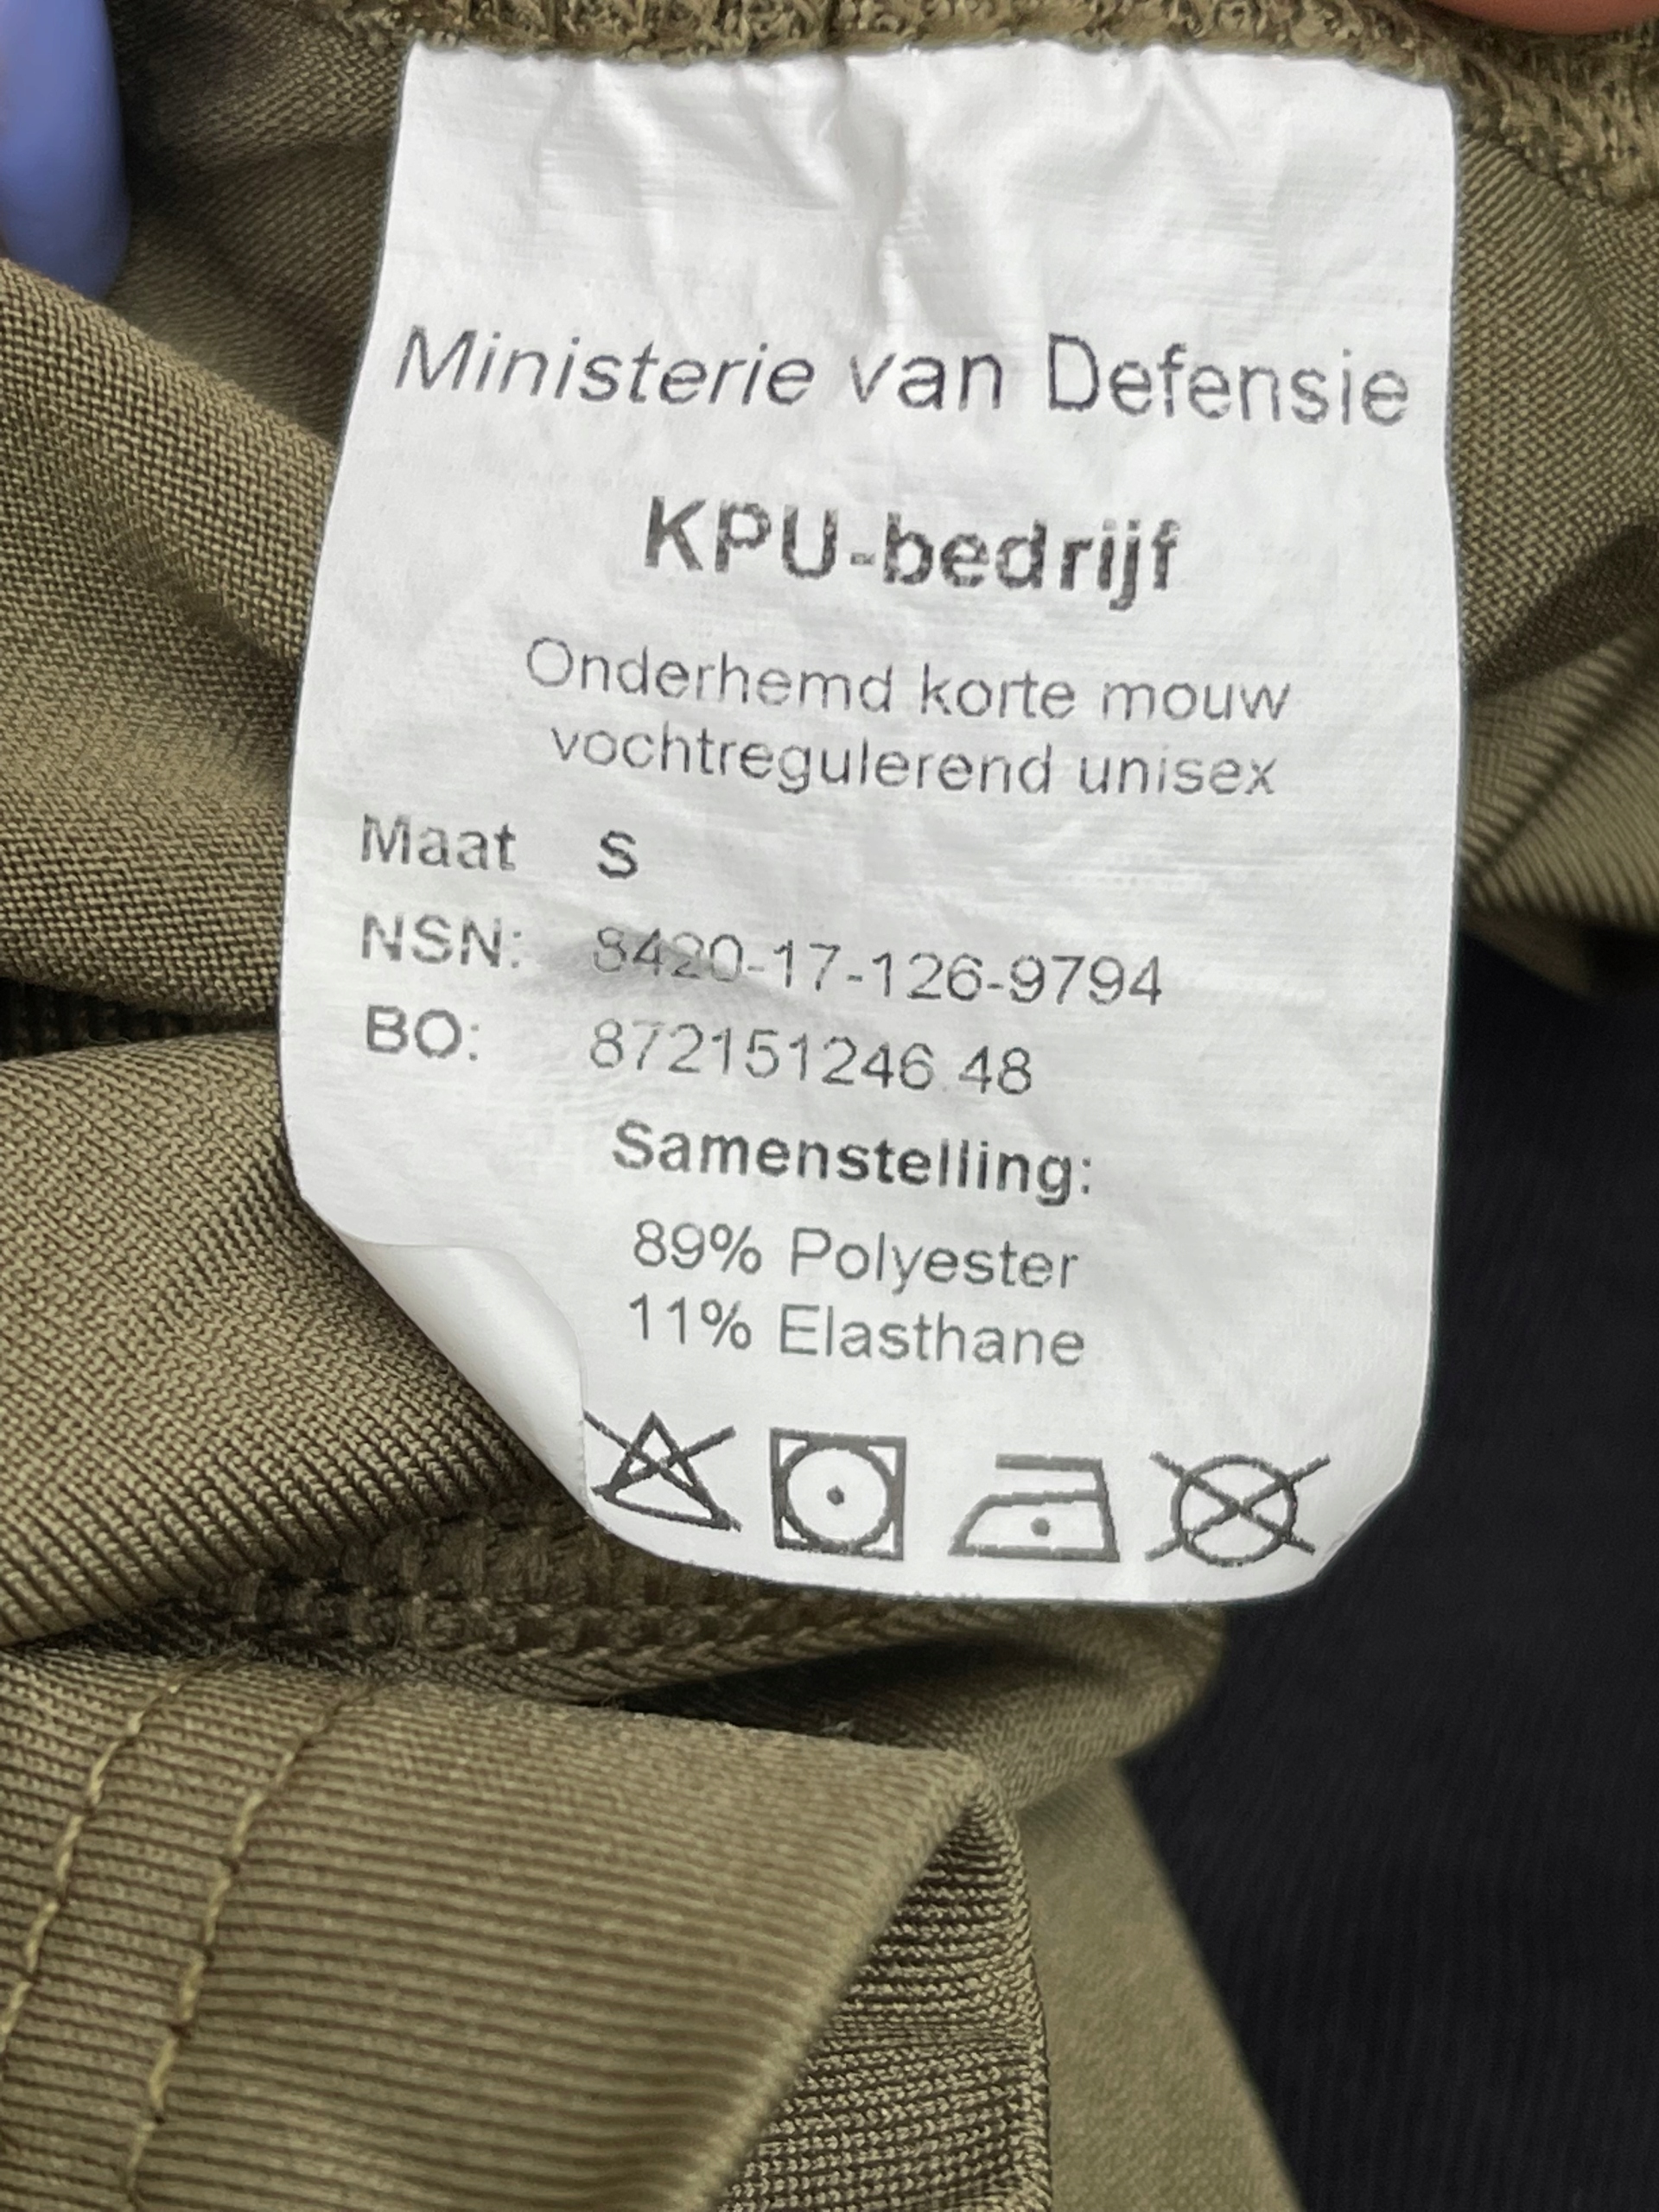 Ministerie van Defensie
KPU-bedrijf
Onderhemd korte mouw
vochtregulerend unisex
Maat S
NSN: 8420-17-126-9794
BO: 872151246 48
Samenstelling:
89% Polyester
11% Elasthane